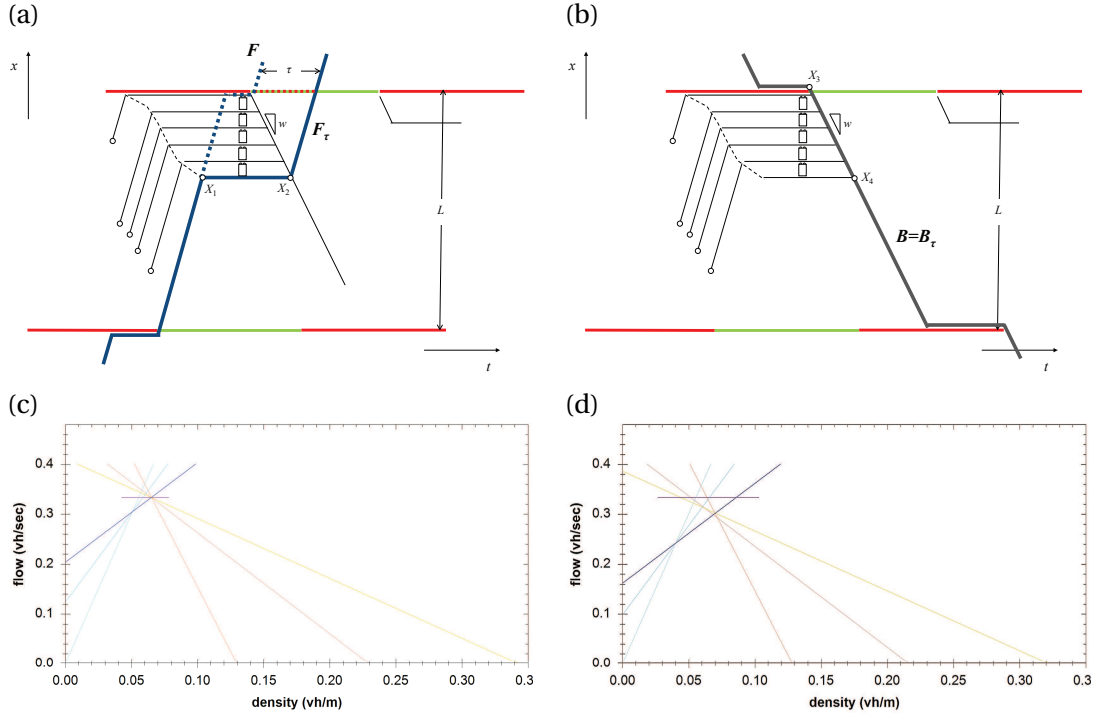 (a)
x
F
τ
w
F_τ
X_1
X_2
L
t
(b)
x
X_3
w
X_4
L
B=B_τ
t
(c)
flow (vh/sec)
0.4
0.3
0.2
0.1
0.0
0.00 0.05 0.10 0.15 0.20 0.25 0.30 0.3
density (vh/m)
(d)
flow (vh/sec)
0.4
0.3
0.2
0.1
0.0
0.00 0.05 0.10 0.15 0.20 0.25 0.30 0.3
density (vh/m)